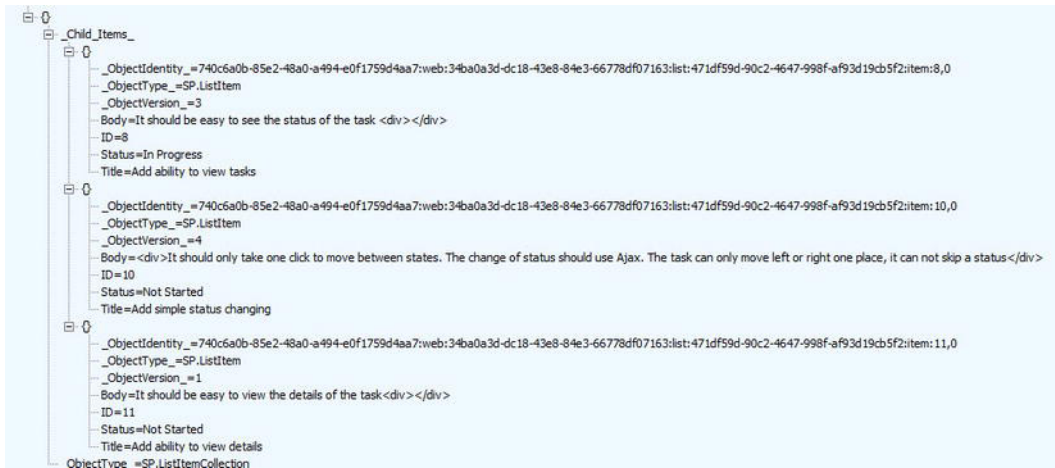 {}
_Child_Items_
{}
_ObjectIdentity_=740c6a0b-85e2-48a0-a494-e0f1759d4aa7:web:34ba0a3d-dc18-43e8-84e3-66778df07163:list:471df59d-90c2-4647-998f-af93d19cb5f2:item:8,0
_ObjectType_=SP.ListItem
_ObjectVersion_=3
Body=It should be easy to see the status of the task <div></div>
ID=8
Status=In Progress
Title=Add ability to view tasks
{}
_ObjectIdentity_=740c6a0b-85e2-48a0-a494-e0f1759d4aa7:web:34ba0a3d-dc18-43e8-84e3-66778df07163:list:471df59d-90c2-4647-998f-af93d19cb5f2:item:10,0
_ObjectType_=SP.ListItem
_ObjectVersion_=4
Body=<div>It should only take one click to move between states. The change of status should use Ajax. The task can only move left or right one place, it can not skip a status</div>
ID=10
Status=Not Started
Title=Add simple status changing
{}
_ObjectIdentity_=740c6a0b-85e2-48a0-a494-e0f1759d4aa7:web:34ba0a3d-dc18-43e8-84e3-66778df07163:list:471df59d-90c2-4647-998f-af93d19cb5f2:item:11,0
_ObjectType_=SP.ListItem
_ObjectVersion_=1
Body=It should be easy to view the details of the task<div></div>
ID=11
Status=Not Started
Title=Add ability to view details
_ObjectType_=SP.ListItemCollection